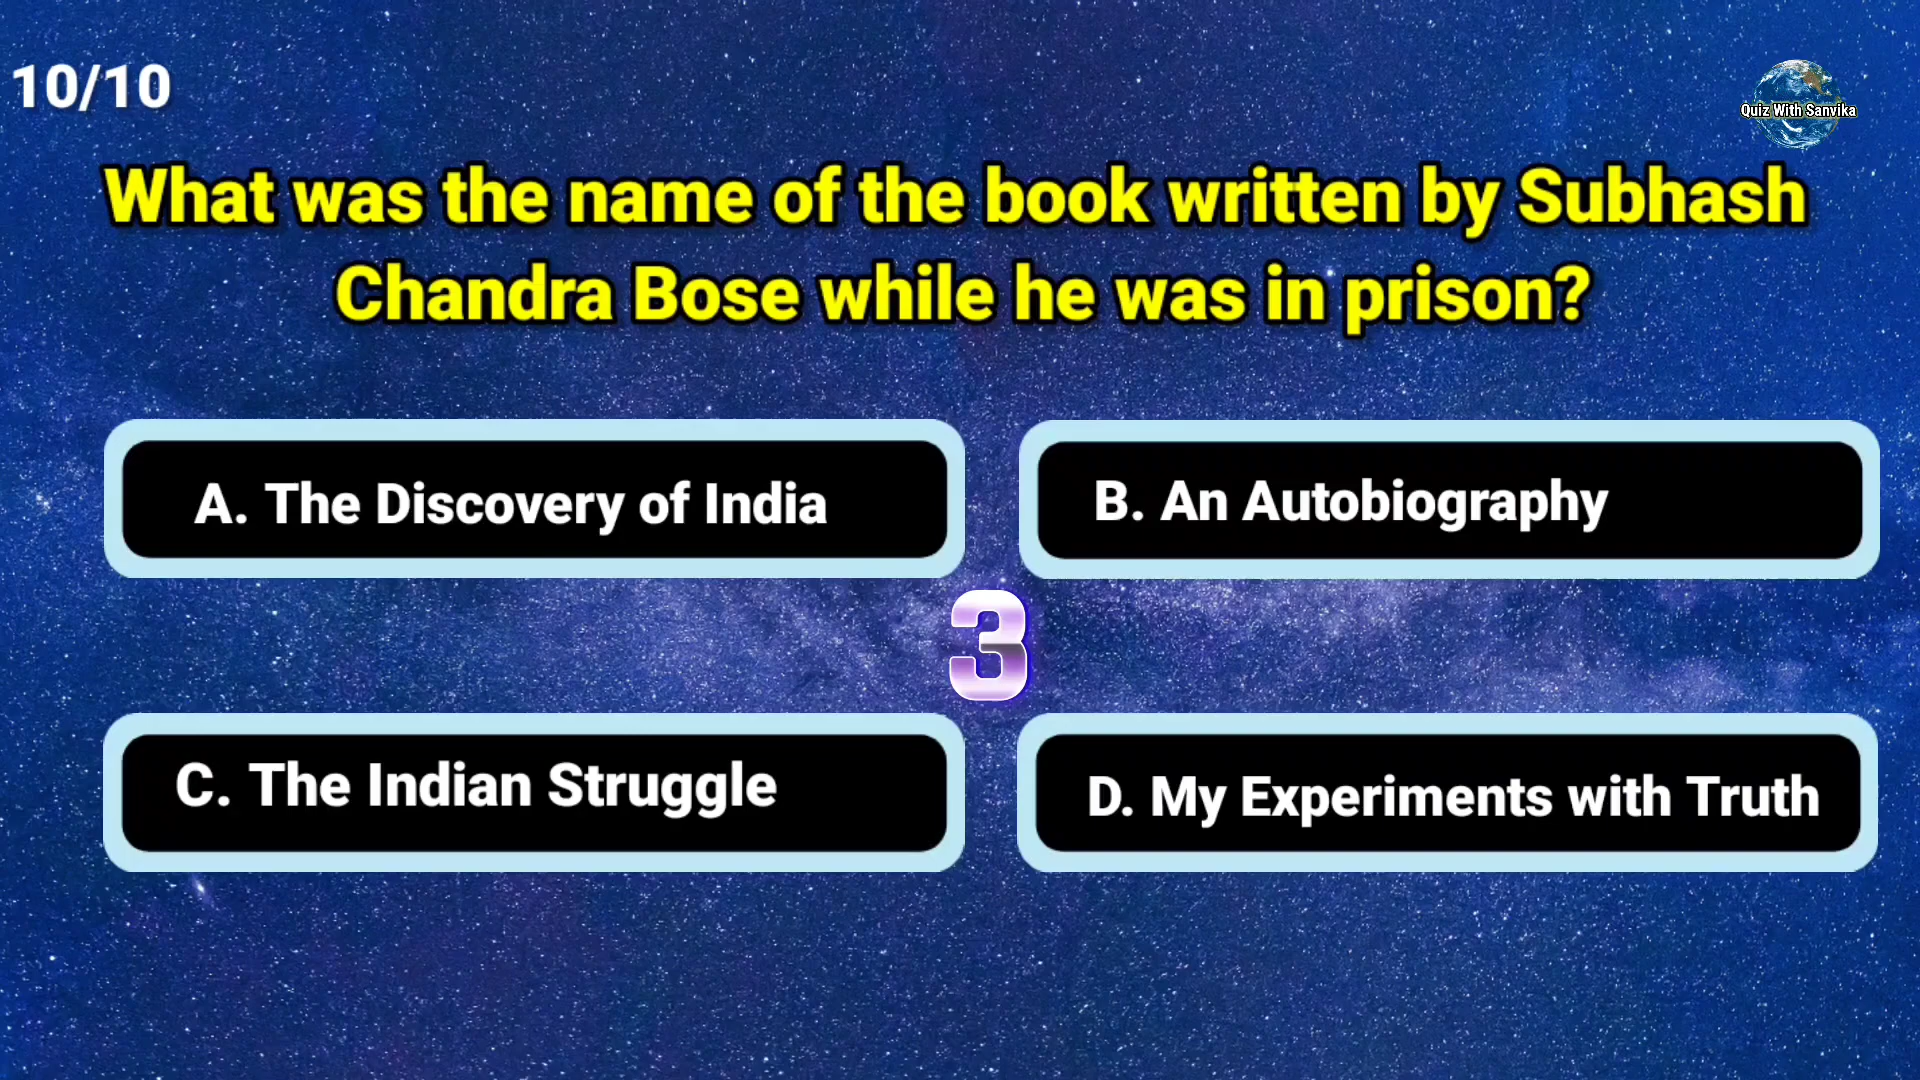 10/10
Quiz With Sanvika
What was the name of the book written by Subhash
Chandra Bose while he was in prison?
A. The Discovery of India
B. An Autobiography
3
C. The Indian Struggle
D. My Experiments with Truth